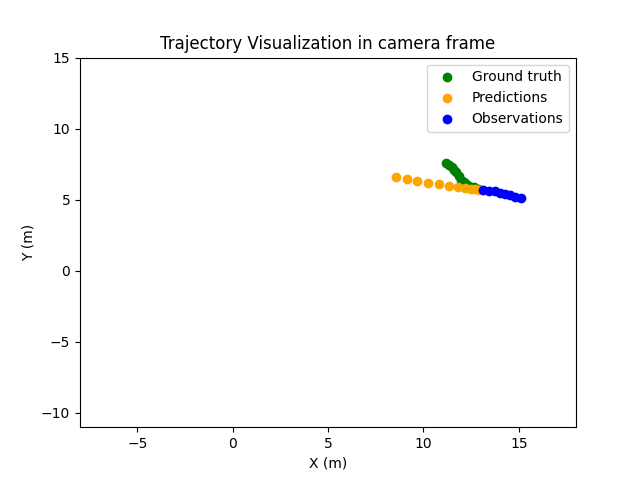 Trajectory Visualization in camera frame
Ground truth
Predictions
Observations
15
10
5
0
−5
−10
Y (m)
−5
0
5
10
15
X (m)